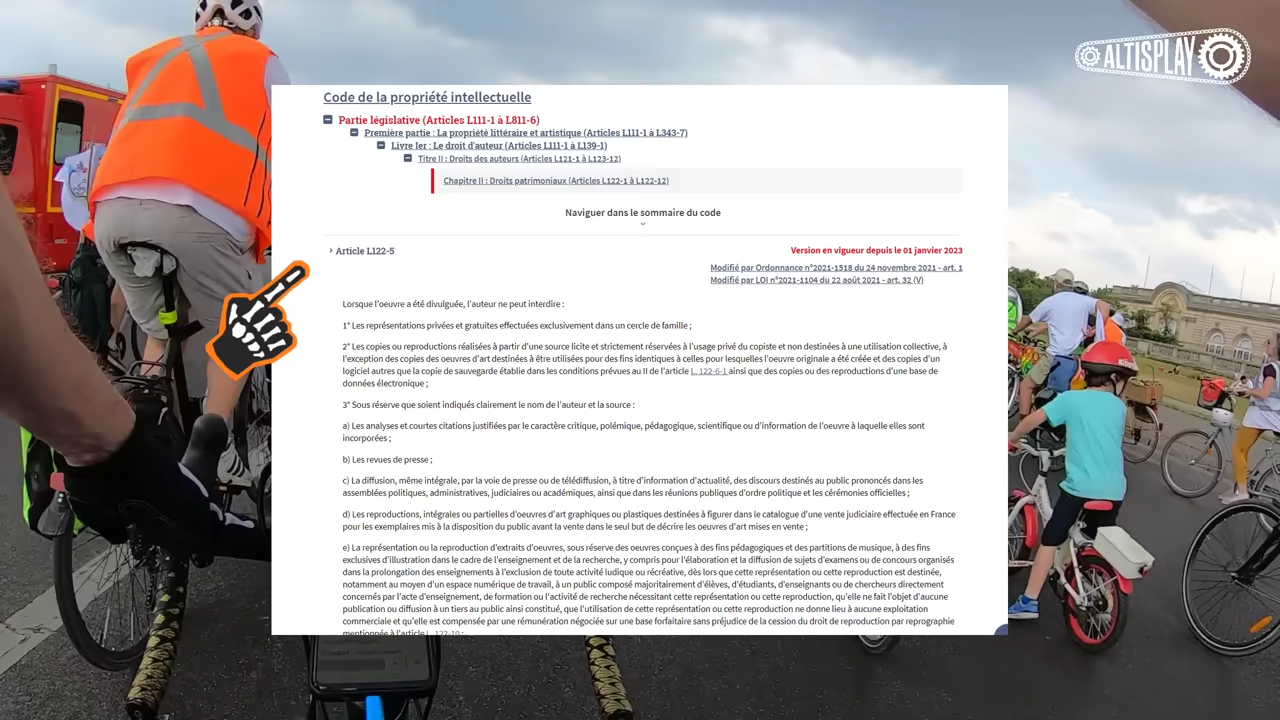 ALTISPLAY
Code de la propriété intellectuelle
Partie législative (Articles L111-1 à L811-6)
Première partie : La propriété littéraire et artistique (Articles L111-1 à L343-7)
Livre Ier : Le droit d'auteur (Articles L111-1 à L139-1)
Titre II : Droits des auteurs (Articles L121-1 à L123-12)
Chapitre II : Droits patrimoniaux (Articles L122-1 à L122-12)
Naviguer dans le sommaire du code
Article L122-5
Version en vigueur depuis le 01 janvier 2023
Modifié par Ordonnance n°2021-1518 du 24 novembre 2021 - art. 1
Modifié par LOI n°2021-1104 du 22 août 2021 - art. 32 (V)
Lorsque l'oeuvre a été divulguée, l'auteur ne peut interdire :
1° Les représentations privées et gratuites effectuées exclusivement dans un cercle de famille ;
2° Les copies ou reproductions réalisées à partir d'une source licite et strictement réservées à l'usage privé du copiste et non destinées à une utilisation collective, à
l'exception des copies des oeuvres d'art destinées à être utilisées pour des fins identiques à celles pour lesquelles l'oeuvre originale a été créée et des copies d'un
logiciel autres que la copie de sauvegarde établie dans les conditions prévues au II de l'article L. 122-6-1 ainsi que des copies ou des reproductions d'une base de
données électronique ;
3° Sous réserve que soient indiqués clairement le nom de l'auteur et la source :
a) Les analyses et courtes citations justifiées par le caractère critique, polémique, pédagogique, scientifique ou d'information de l'oeuvre à laquelle elles sont
incorporées ;
b) Les revues de presse ;
c) La diffusion, même intégrale, par la voie de presse ou de télédiffusion, à titre d'information d'actualité, des discours destinés au public prononcés dans les
assemblées politiques, administratives, judiciaires ou académiques, ainsi que dans les réunions publiques d'ordre politique et les cérémonies officielles ;
d) Les reproductions, intégrales ou partielles d'oeuvres d'art graphiques ou plastiques destinées à figurer dans le catalogue d'une vente judiciaire effectuée en France
pour les exemplaires mis à la disposition du public avant la vente dans le seul but de décrire les oeuvres d'art mises en vente ;
e) La représentation ou la reproduction d'extraits d'oeuvres, sous réserve des oeuvres conçues à des fins pédagogiques et des partitions de musique, à des fins
exclusives d'illustration dans le cadre de l'enseignement et de la recherche, y compris pour l'élaboration et la diffusion de sujets d'examens ou de concours organisés
dans la prolongation des enseignements à l'exclusion de toute activité ludique ou récréative, dès lors que cette représentation ou cette reproduction est destinée,
notamment au moyen d'un espace numérique de travail, à un public composé majoritairement d'élèves, d'étudiants, d'enseignants ou de chercheurs directement
concernés par l'acte d'enseignement, de formation ou l'activité de recherche nécessitant cette représentation ou cette reproduction, qu'elle ne fait l'objet d'aucune
publication ou diffusion à un tiers au public ainsi constitué, que l'utilisation de cette représentation ou cette reproduction ne donne lieu à aucune exploitation
commerciale et qu'elle est compensée par une rémunération négociée sur une base forfaitaire sans préjudice de la cession du droit de reproduction par reprographie
mentionnée à l'article L. 122-10 ;